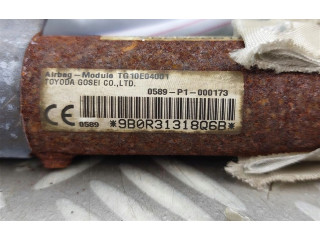 Airbag-Module TG10E04001
TOYODA GOSEI CO.,LTD.
0589-P1-000173
CE 0589
*9B0R31318Q6B*